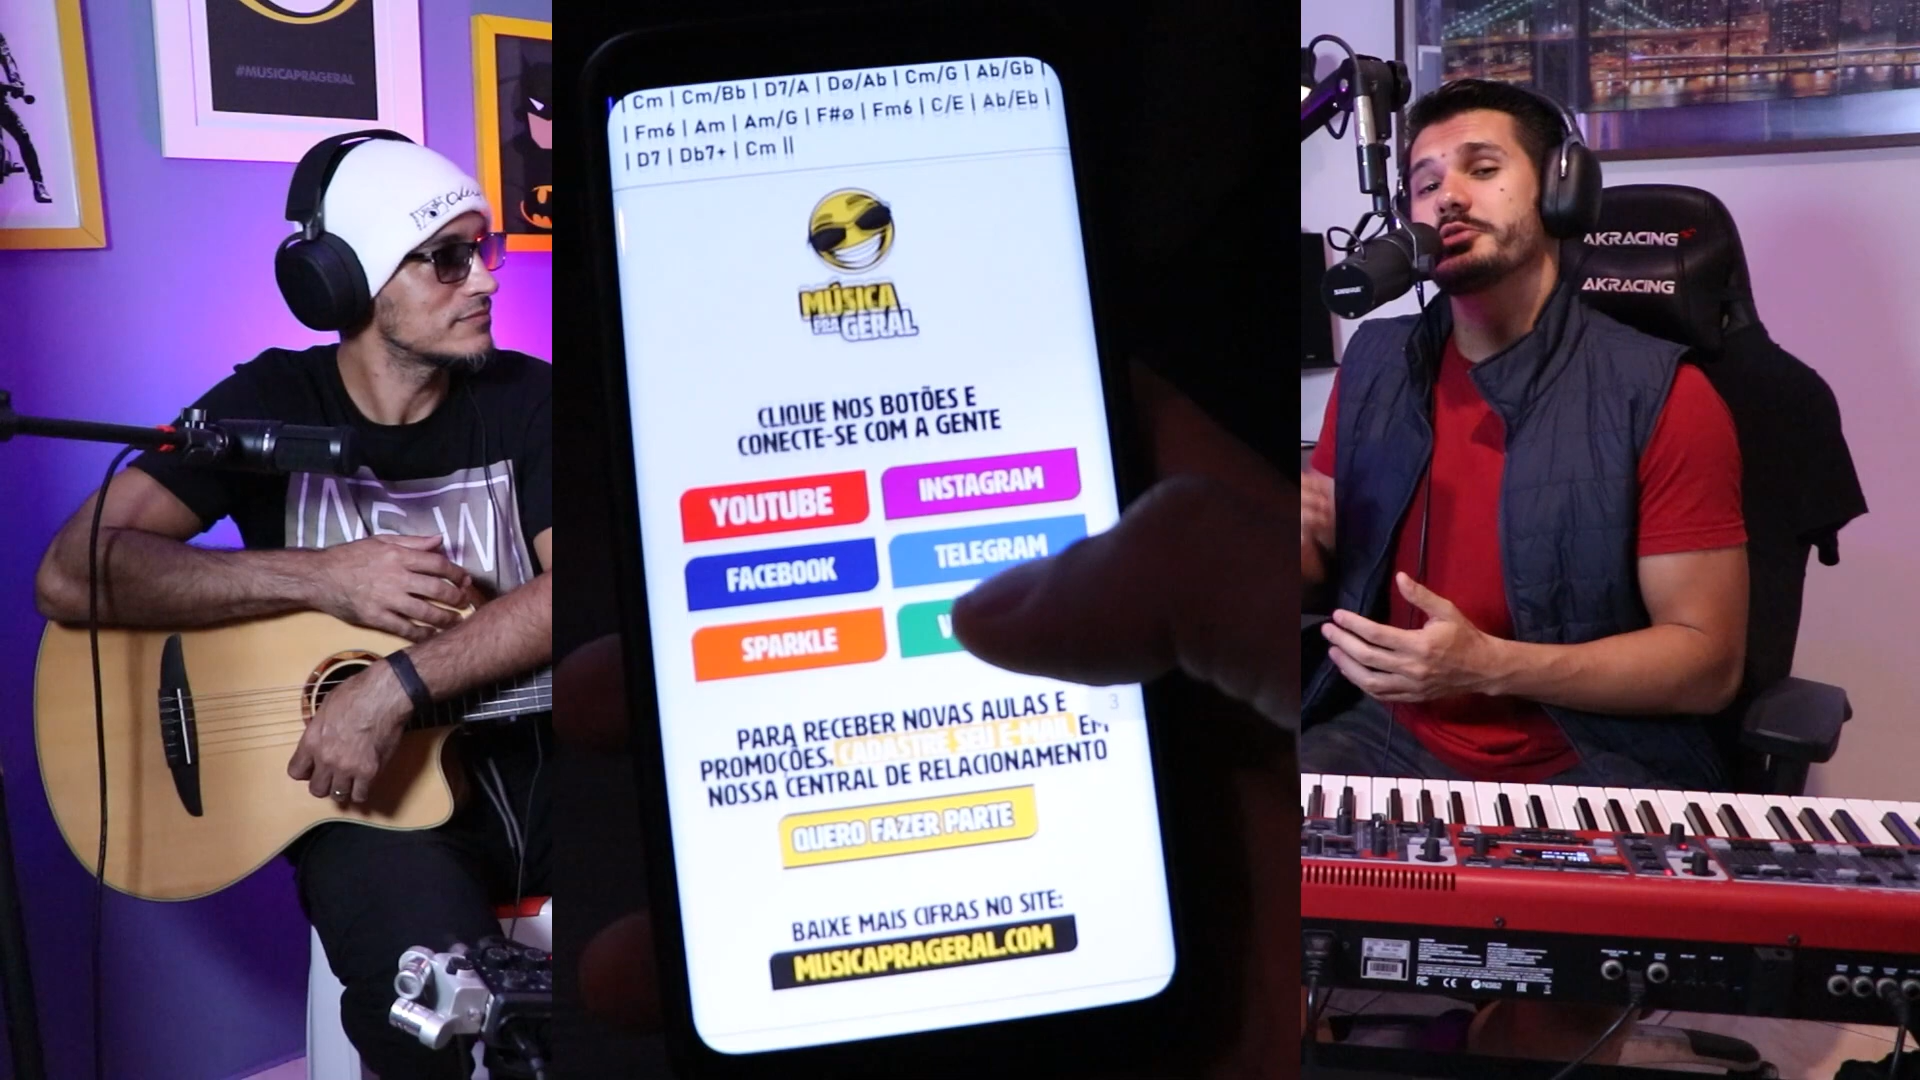 #MUSICAPRAGERAL
NEW
| Cm | Cm/Bb | D7/A | Dø/Ab | Cm/G | Ab/Gb |
| Fm6 | Am | Am/G | F#ø | Fm6 | C/E | Ab/Eb |
| D7 | Db7+ | Cm ||
MÚSICA
PRA GERAL
CLIQUE NOS BOTÕES E
CONECTE-SE COM A GENTE
YOUTUBE
INSTAGRAM
FACEBOOK
TELEGRAM
SPARKLE
3
PARA RECEBER NOVAS AULAS E
PROMOÇÕES, CADASTRE SEU E-MAIL EM
NOSSA CENTRAL DE RELACIONAMENTO
QUERO FAZER PARTE
BAIXE MAIS CIFRAS NO SITE:
MUSICAPRAGERAL.COM
SHURE
AKRACING
AKRACING